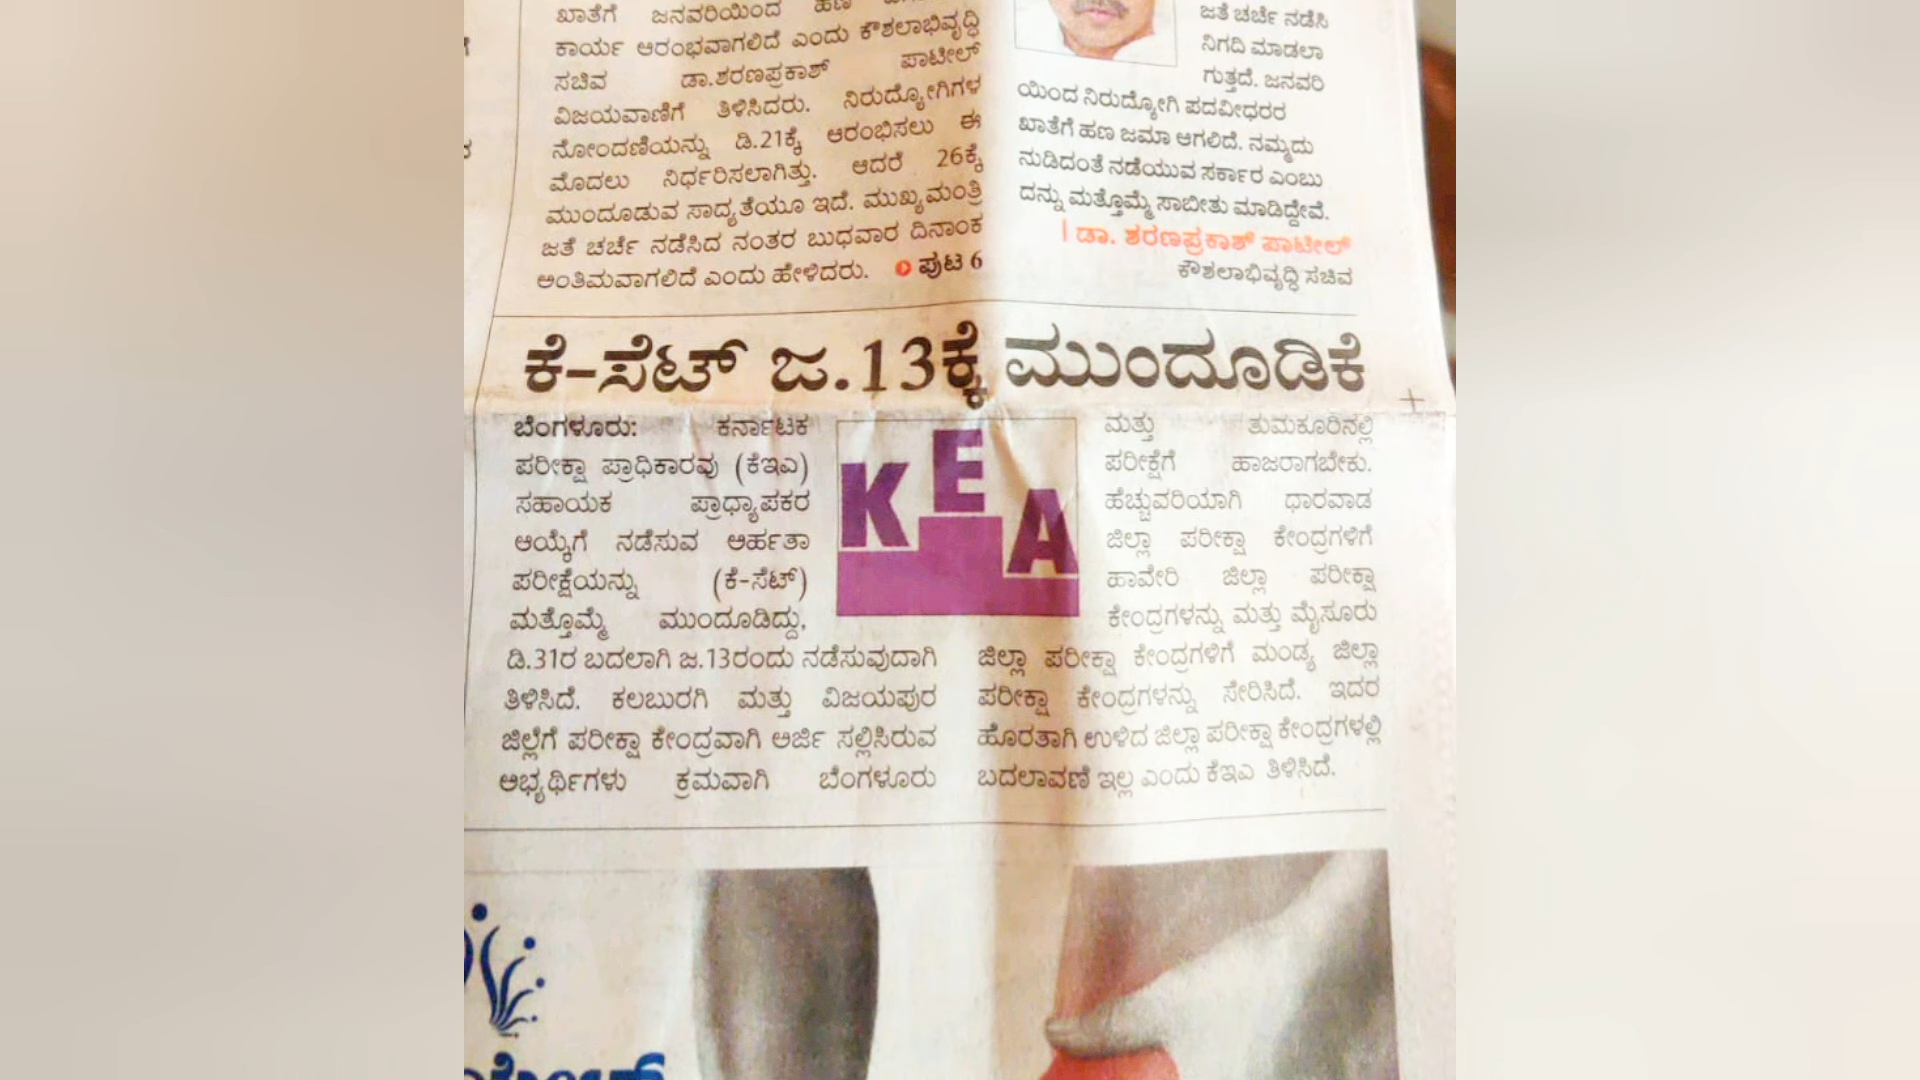 ಖಾತೆಗೆ ಜನವರಿಯಿಂದ ಹಣ
ಕಾರ್ಯ ಆರಂಭವಾಗಲಿದೆ ಎಂದು ಕೌಶಲಾಭಿವೃದ್ಧಿ
ಸಚಿವ ಡಾ.ಶರಣಪ್ರಕಾಶ್ ಪಾಟೀಲ್
ವಿಜಯವಾಣಿಗೆ ತಿಳಿಸಿದರು. ನಿರುದ್ಯೋಗಿಗಳ
ನೋಂದಣಿಯನ್ನು ಡಿ.21ಕ್ಕೆ ಆರಂಭಿಸಲು ಈ
ಮೊದಲು ನಿರ್ಧರಿಸಲಾಗಿತ್ತು. ಆದರೆ 26ಕ್ಕೆ
ಮುಂದೂಡುವ ಸಾಧ್ಯತೆಯೂ ಇದೆ. ಮುಖ್ಯಮಂತ್ರಿ
ಜತೆ ಚರ್ಚೆ ನಡೆಸಿದ ನಂತರ ಬುಧವಾರ ದಿನಾಂಕ
ಅಂತಿಮವಾಗಲಿದೆ ಎಂದು ಹೇಳಿದರು. ಪುಟ 6
ಜತೆ ಚರ್ಚೆ ನಡೆಸಿ
ನಿಗದಿ ಮಾಡಲಾ
ಗುತ್ತದೆ. ಜನವರಿ
ಯಿಂದ ನಿರುದ್ಯೋಗಿ ಪದವೀಧರರ
ಖಾತೆಗೆ ಹಣ ಜಮಾ ಆಗಲಿದೆ. ನಮ್ಮದು
ನುಡಿದಂತೆ ನಡೆಯುವ ಸರ್ಕಾರ ಎಂಬು
ದನ್ನು ಮತ್ತೊಮ್ಮೆ ಸಾಬೀತು ಮಾಡಿದ್ದೇವೆ.
| ಡಾ. ಶರಣಪ್ರಕಾಶ್ ಪಾಟೀಲ್
ಕೌಶಲಾಭಿವೃದ್ಧಿ ಸಚಿವ
ಕೆ-ಸೆಟ್ ಜ.13ಕ್ಕೆ ಮುಂದೂಡಿಕೆ
ಬೆಂಗಳೂರು: ಕರ್ನಾಟಕ
ಪರೀಕ್ಷಾ ಪ್ರಾಧಿಕಾರವು (ಕೆಇಎ)
ಸಹಾಯಕ ಪ್ರಾಧ್ಯಾಪಕರ
ಆಯ್ಕೆಗೆ ನಡೆಸುವ ಅರ್ಹತಾ
ಪರೀಕ್ಷೆಯನ್ನು (ಕೆ-ಸೆಟ್)
ಮತ್ತೊಮ್ಮೆ ಮುಂದೂಡಿದ್ದು,
ಡಿ.31ರ ಬದಲಾಗಿ ಜ.13ರಂದು ನಡೆಸುವುದಾಗಿ
ತಿಳಿಸಿದೆ. ಕಲಬುರಗಿ ಮತ್ತು ವಿಜಯಪುರ
ಜಿಲ್ಲೆಗೆ ಪರೀಕ್ಷಾ ಕೇಂದ್ರವಾಗಿ ಅರ್ಜಿ ಸಲ್ಲಿಸಿರುವ
ಅಭ್ಯರ್ಥಿಗಳು ಕ್ರಮವಾಗಿ ಬೆಂಗಳೂರು
KEA
ಮತ್ತು ತುಮಕೂರಿನಲ್ಲಿ
ಪರೀಕ್ಷೆಗೆ ಹಾಜರಾಗಬೇಕು.
ಹೆಚ್ಚುವರಿಯಾಗಿ ಧಾರವಾಡ
ಜಿಲ್ಲಾ ಪರೀಕ್ಷಾ ಕೇಂದ್ರಗಳಿಗೆ
ಹಾವೇರಿ ಜಿಲ್ಲಾ ಪರೀಕ್ಷಾ
ಕೇಂದ್ರಗಳನ್ನು ಮತ್ತು ಮೈಸೂರು
ಜಿಲ್ಲಾ ಪರೀಕ್ಷಾ ಕೇಂದ್ರಗಳಿಗೆ ಮಂಡ್ಯ ಜಿಲ್ಲಾ
ಪರೀಕ್ಷಾ ಕೇಂದ್ರಗಳನ್ನು ಸೇರಿಸಿದೆ. ಇದರ
ಹೊರತಾಗಿ ಉಳಿದ ಜಿಲ್ಲಾ ಪರೀಕ್ಷಾ ಕೇಂದ್ರಗಳಲ್ಲಿ
ಬದಲಾವಣೆ ಇಲ್ಲ ಎಂದು ಕೆಇಎ ತಿಳಿಸಿದೆ.